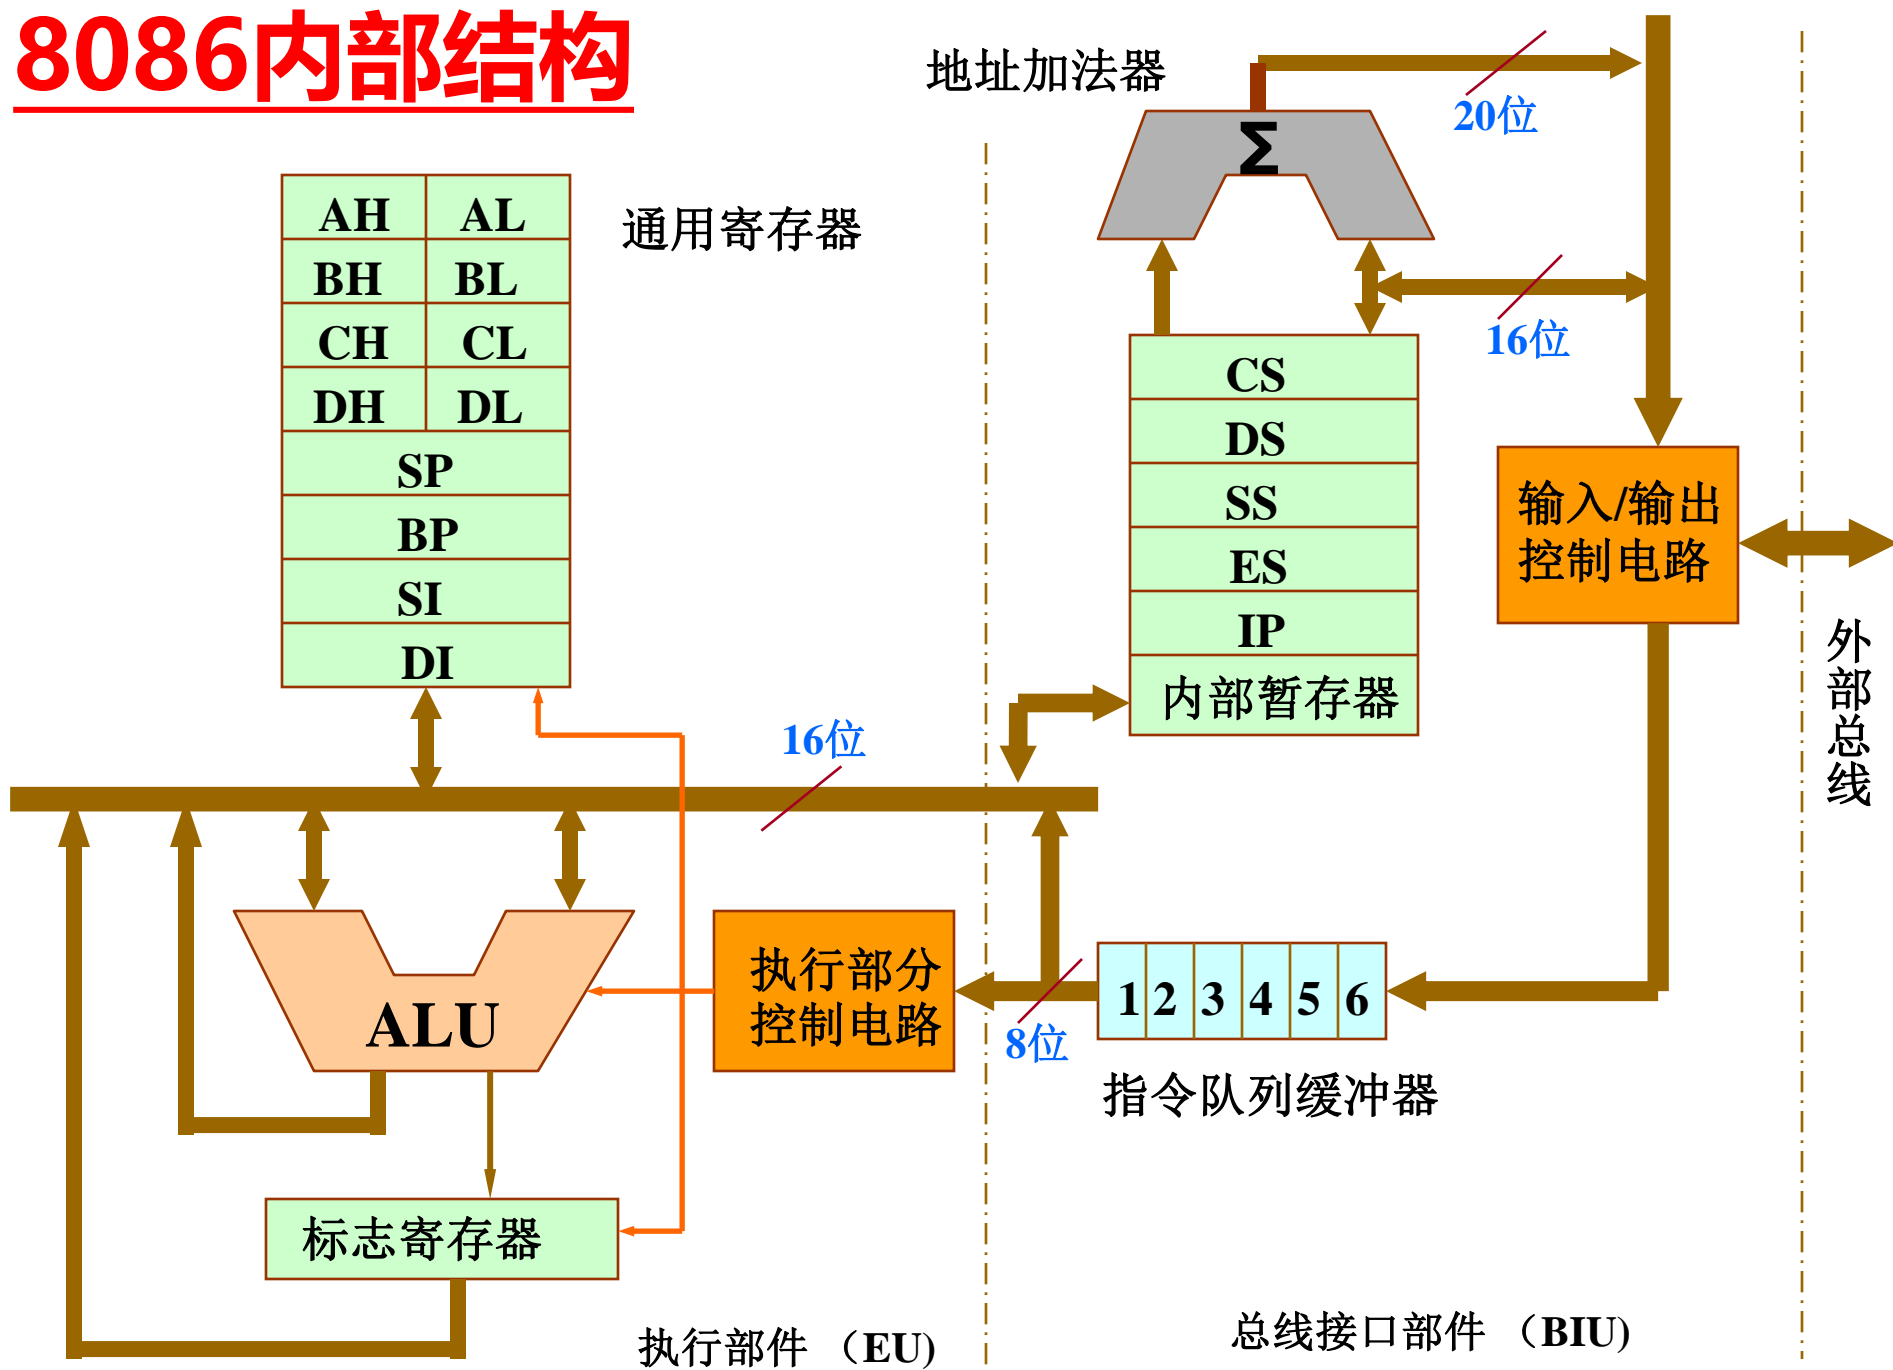 8086内部结构
地址加法器
20位
Σ
通用寄存器
AH AL
BH BL
CH CL
DH DL
SP
BP
SI
DI
16位
CS
DS
SS
ES
IP
内部暂存器
输入/输出
控制电路
外部总线
16位
ALU
执行部分
控制电路
8位
1 2 3 4 5 6
指令队列缓冲器
标志寄存器
执行部件 （EU)
总线接口部件 （BIU)